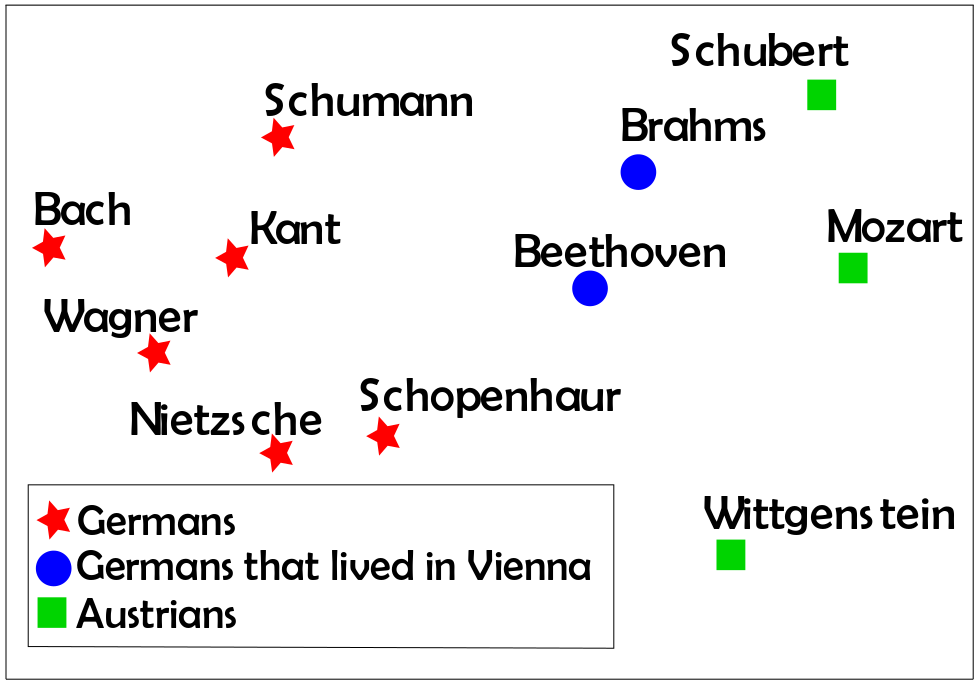 Schubert
Schumann
Brahms
Bach
Kant
Mozart
Beethoven
Wagner
Schopenhaur
Nietzsche
Wittgenstein
Germans
Germans that lived in Vienna
Austrians